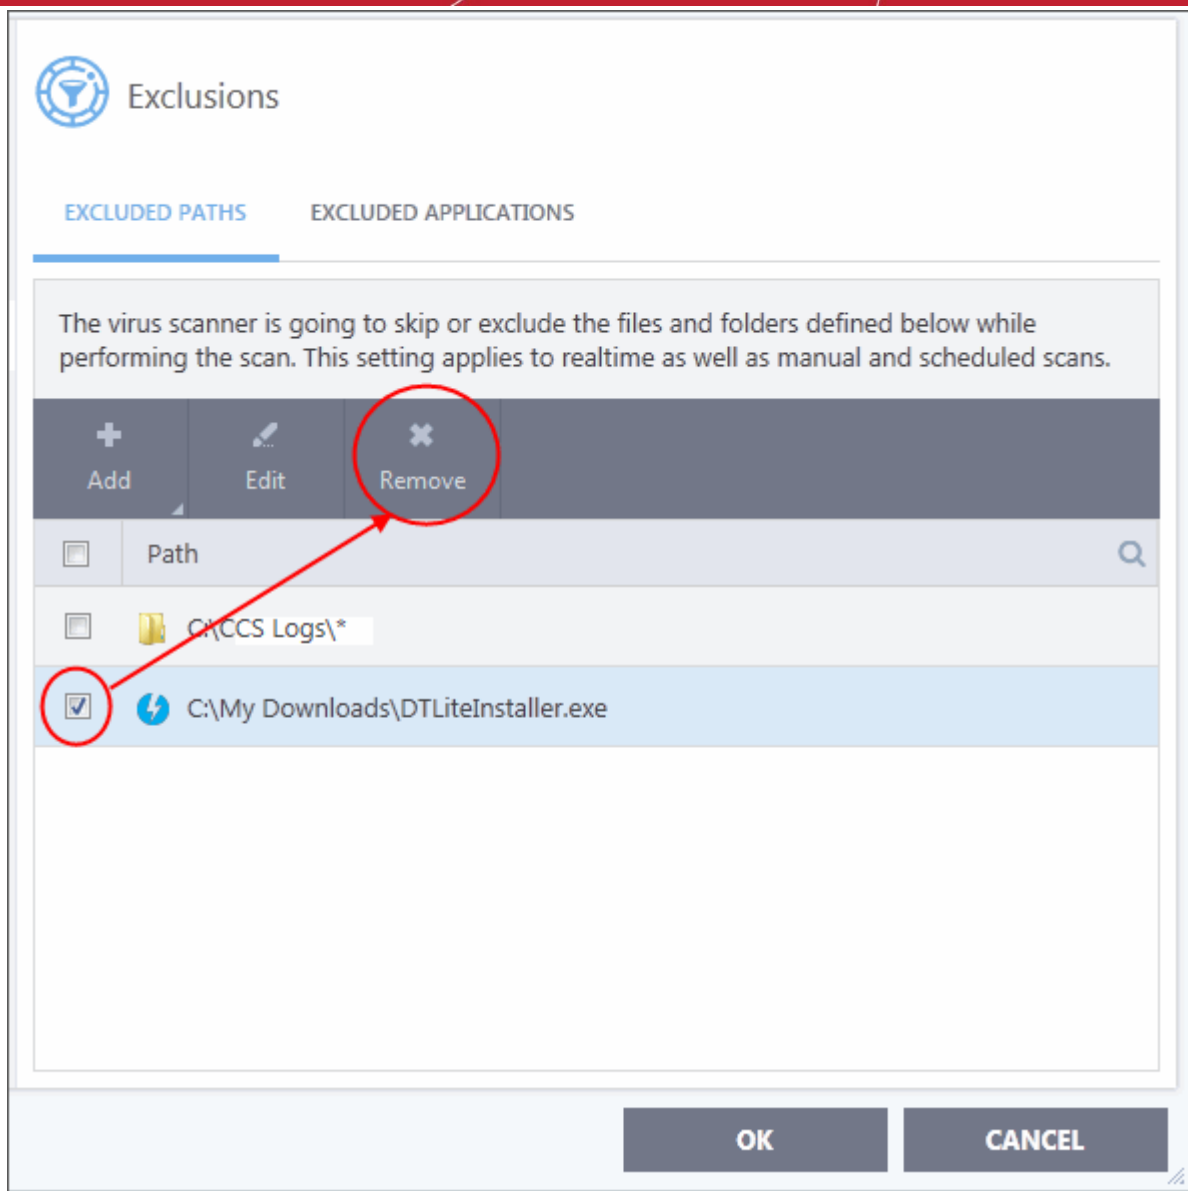 Exclusions
EXCLUDED PATHS EXCLUDED APPLICATIONS
The virus scanner is going to skip or exclude the files and folders defined below while
performing the scan. This setting applies to realtime as well as manual and scheduled scans.
Add Edit Remove
Path
C:\CCS Logs\*
C:\My Downloads\DTLiteInstaller.exe
OK CANCEL